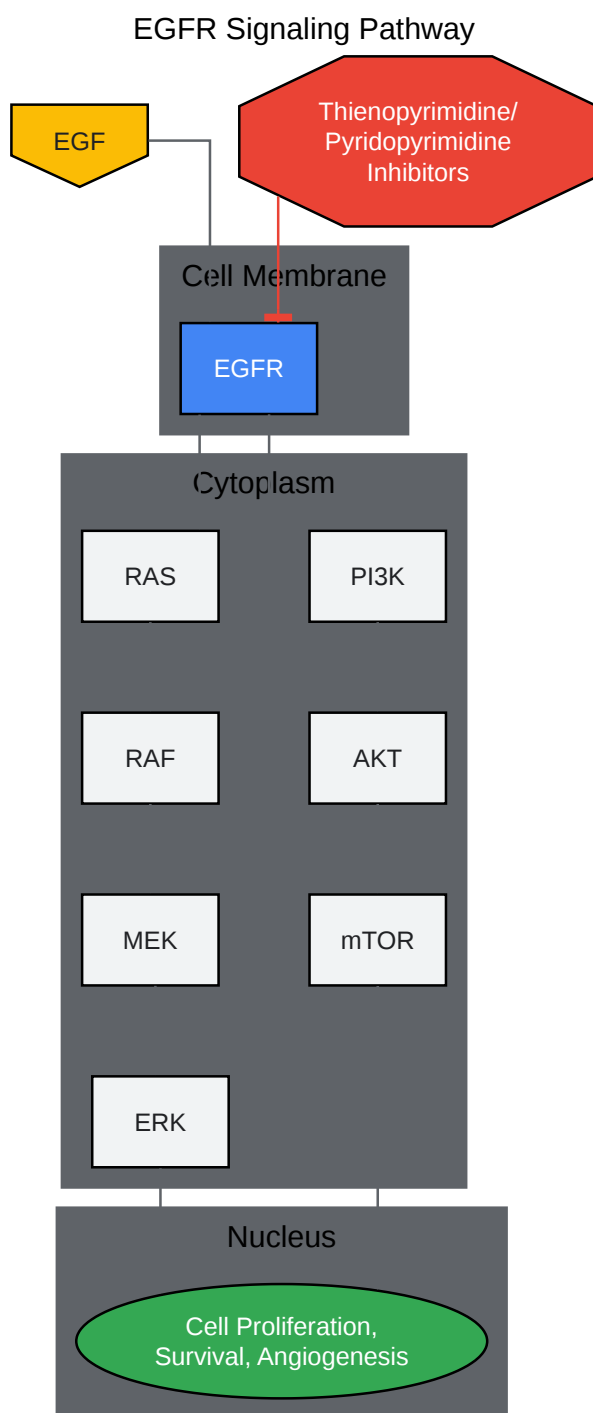 EGFR Signaling Pathway
EGF
Thienopyrimidine/
Pyridopyrimidine
Inhibitors
Cell Membrane
EGFR
Cytoplasm
RAS
PI3K
RAF
AKT
MEK
mTOR
ERK
Nucleus
Cell Proliferation,
Survival, Angiogenesis